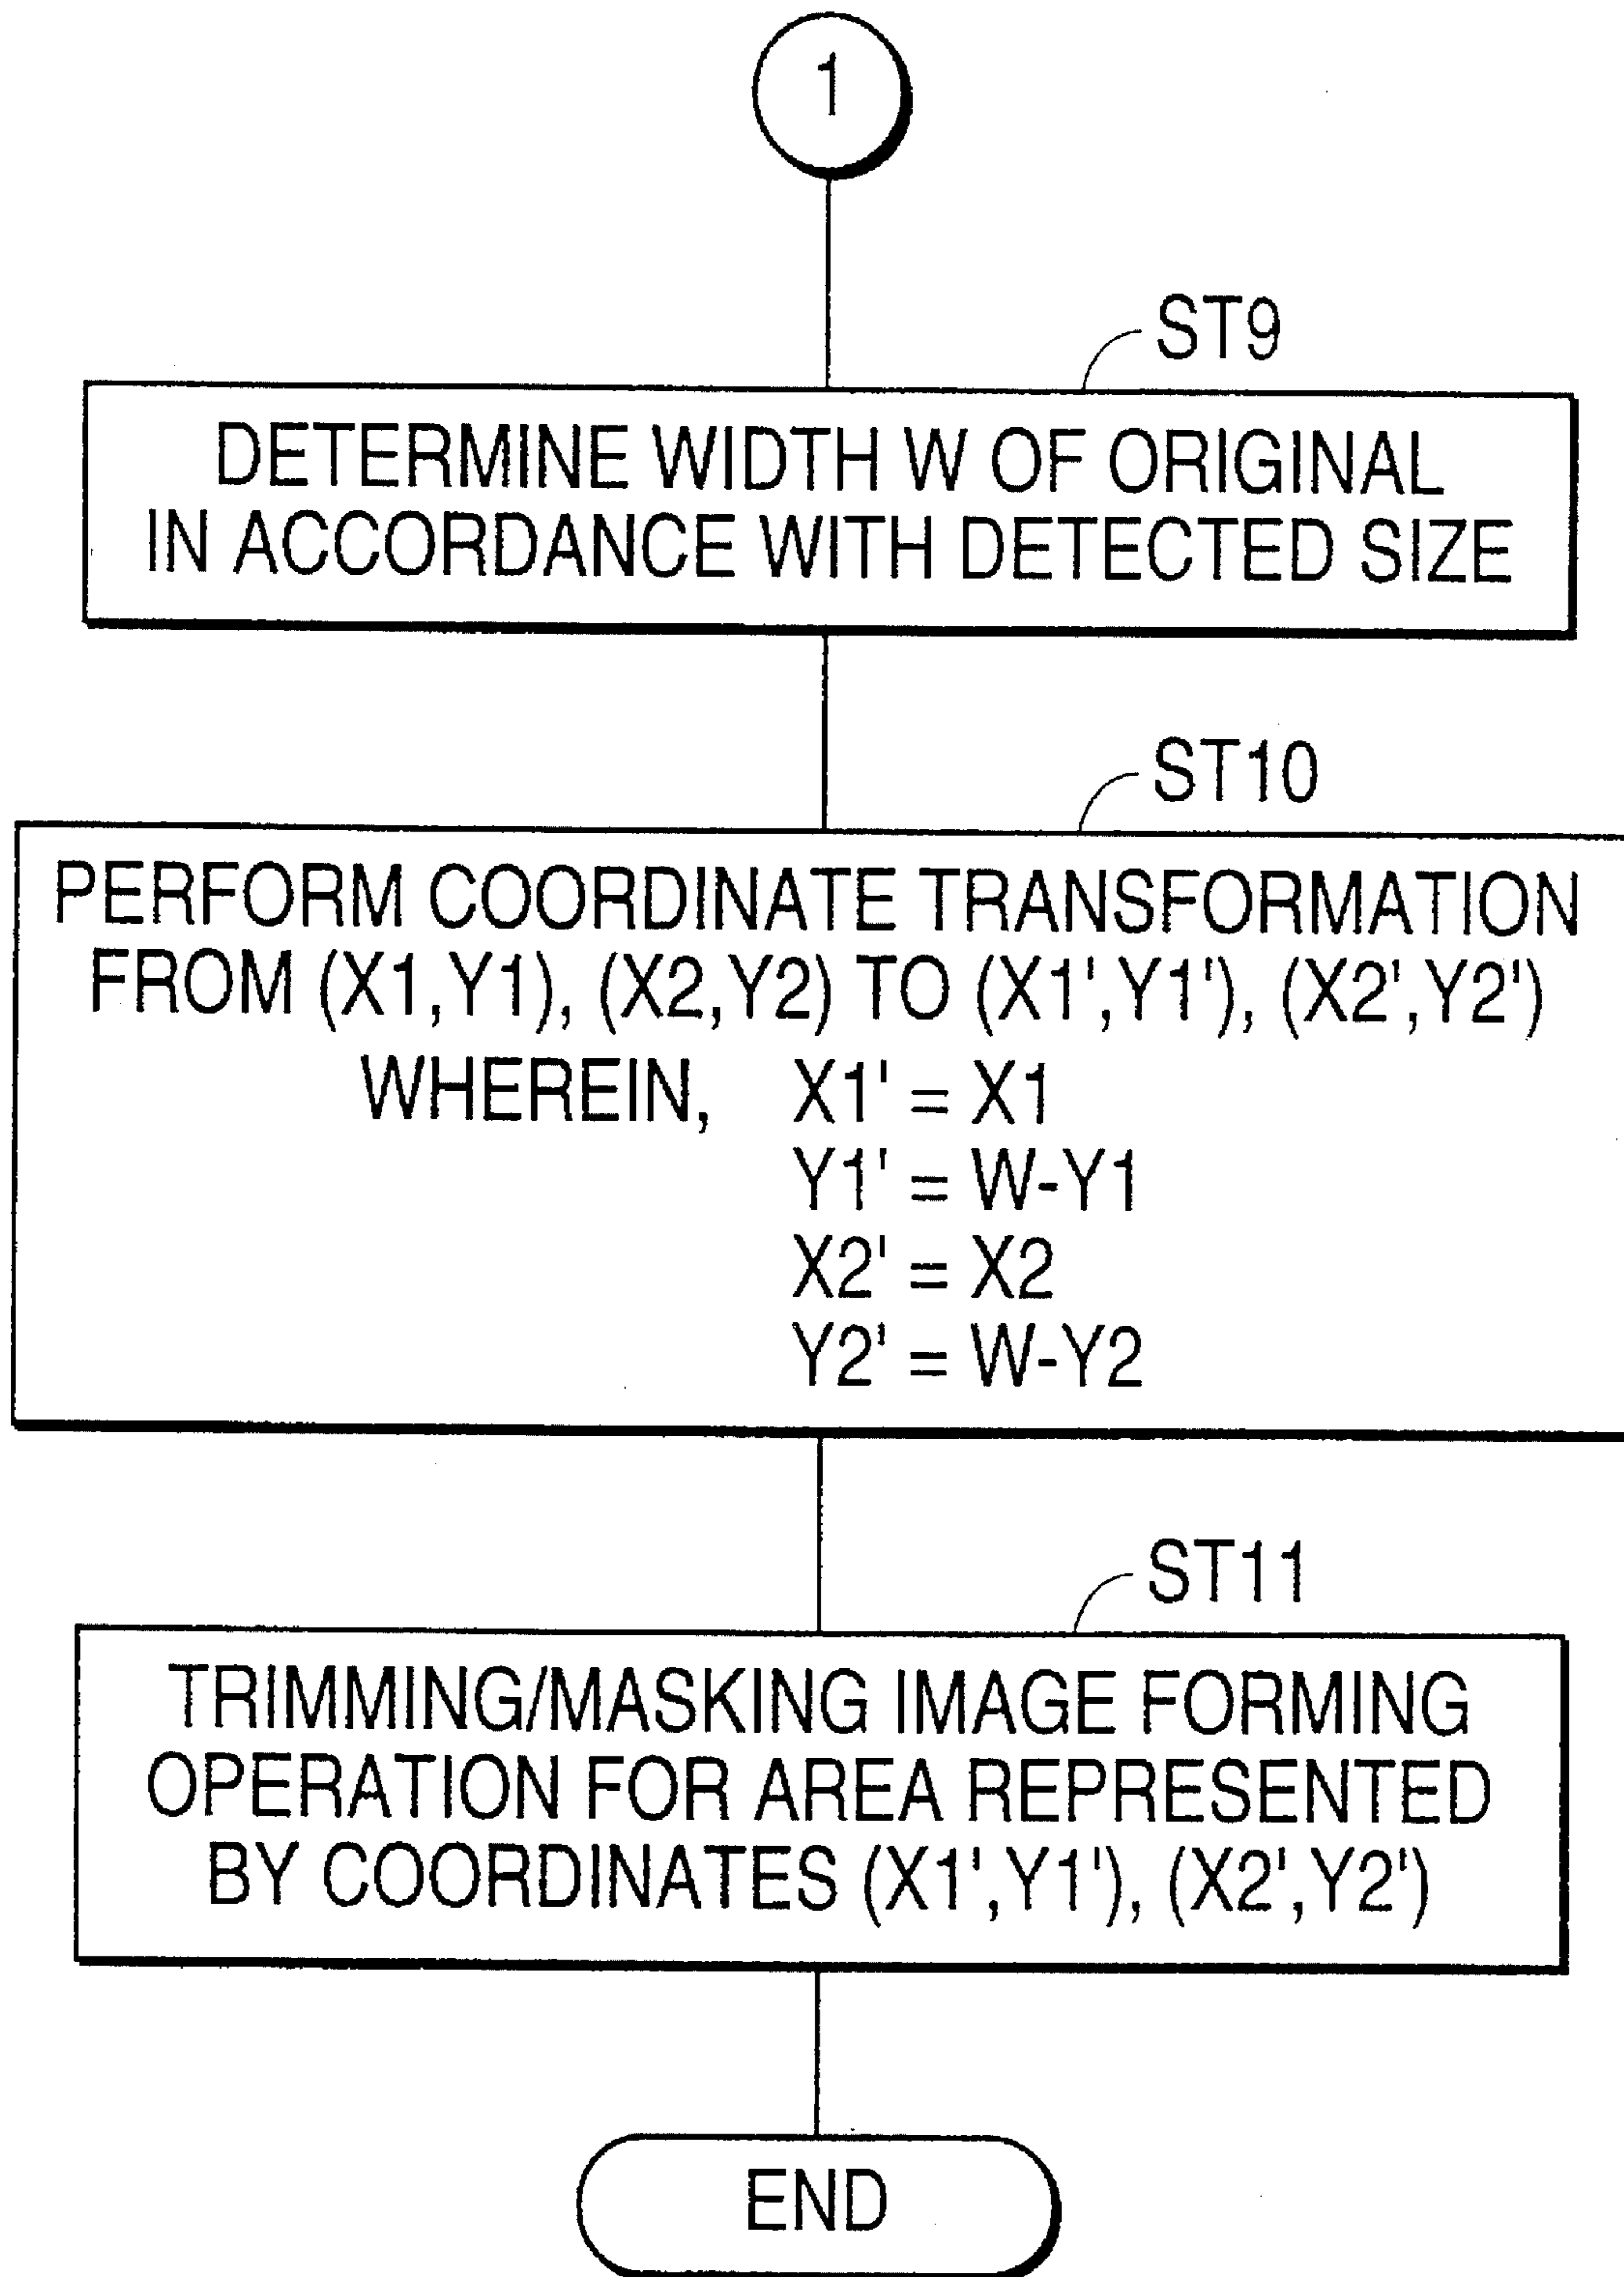 1
ST9
DETERMINE WIDTH W OF ORIGINAL
IN ACCORDANCE WITH DETECTED SIZE
ST10
PERFORM COORDINATE TRANSFORMATION
FROM (X1,Y1), (X2,Y2) TO (X1',Y1'), (X2',Y2')
WHEREIN, X1' = X1
Y1' = W-Y1
X2' = X2
Y2' = W-Y2
ST11
TRIMMING/MASKING IMAGE FORMING
OPERATION FOR AREA REPRESENTED
BY COORDINATES (X1',Y1'), (X2',Y2')
END